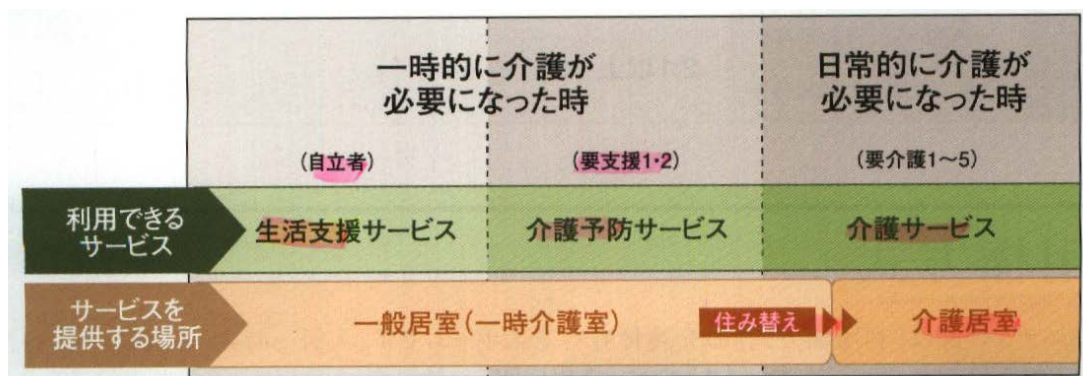 一時的に介護が
必要になった時
日常的に介護が
必要になった時
(自立者)
(要支援1・2)
(要介護1〜5)
利用できる
サービス
生活支援サービス
介護予防サービス
介護サービス
サービスを
提供する場所
一般居室(一時介護室)
住み替え
介護居室